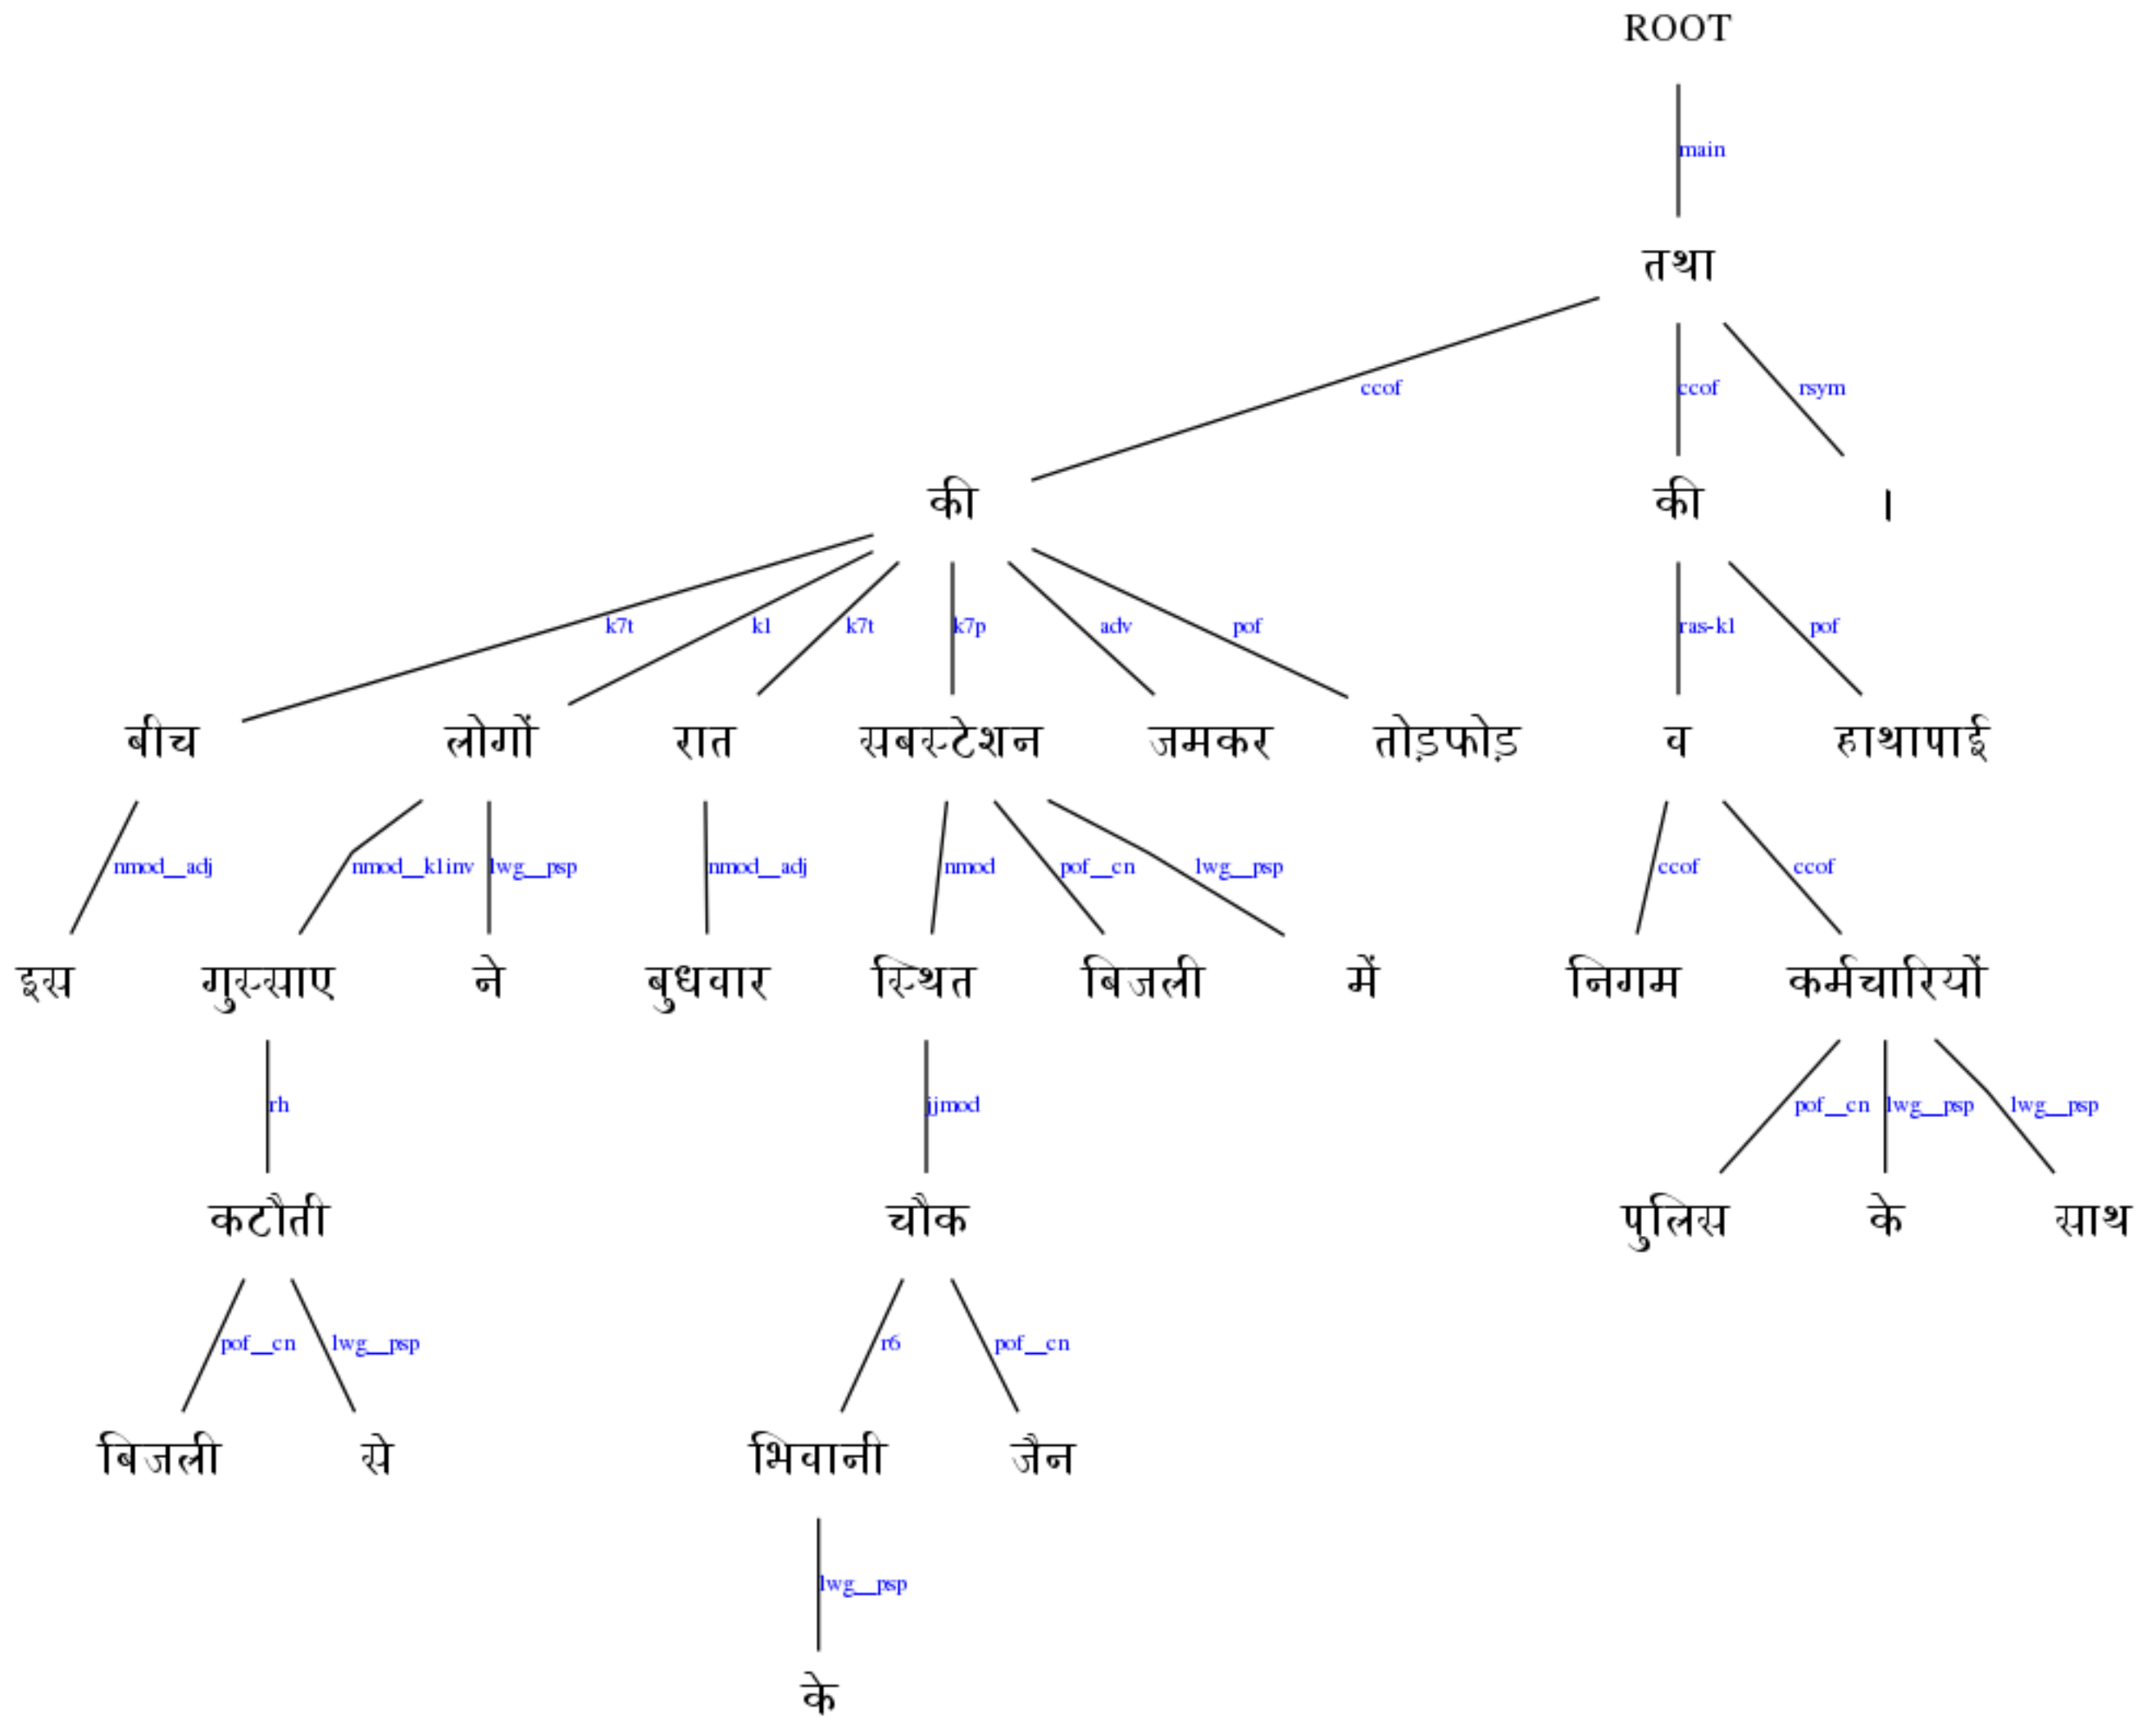 ROOT
main
तथा
ccof ccof rsym
की की ।
k7t k1 k7t k7p adv pof ras-k1 pof
बीच लोगों रात सबस्टेशन जमकर तोड़फोड़ व हाथापाई
nmod__adj nmod__k1inv lwg__psp nmod__adj nmod pof__cn lwg__psp ccof ccof
इस गुस्साए ने बुधवार स्थित बिजली में निगम कर्मचारियों
rh jjmod pof__cn lwg__psp lwg__psp
कटौती चौक पुलिस के साथ
pof__cn lwg__psp r6 pof__cn
बिजली से भिवानी जैन
lwg__psp
के